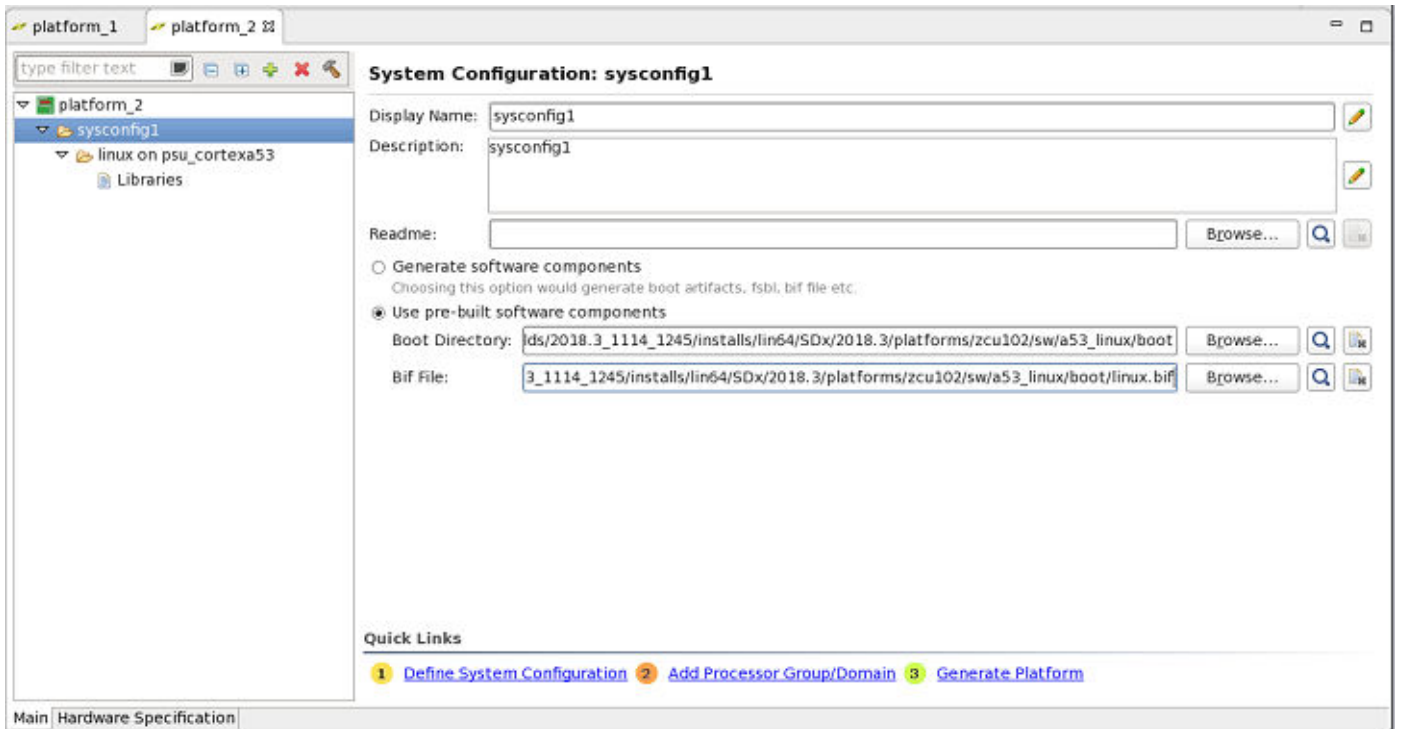 platform_1 platform_2
type filter text
platform_2
sysconfig1
linux on psu_cortexa53
Libraries
System Configuration: sysconfig1
Display Name: sysconfig1
Description: sysconfig1
Readme: Browse...
Generate software components
Choosing this option would generate boot artifacts, fsbl, bif file etc.
Use pre-built software components
Boot Directory: lds/2018.3_1114_1245/installs/lin64/SDx/2018.3/platforms/zcu102/sw/a53_linux/boot Browse...
Bif File: 3_1114_1245/installs/lin64/SDx/2018.3/platforms/zcu102/sw/a53_linux/boot/linux.bif Browse...
Quick Links
1 Define System Configuration 2 Add Processor Group/Domain 3 Generate Platform
Main Hardware Specification